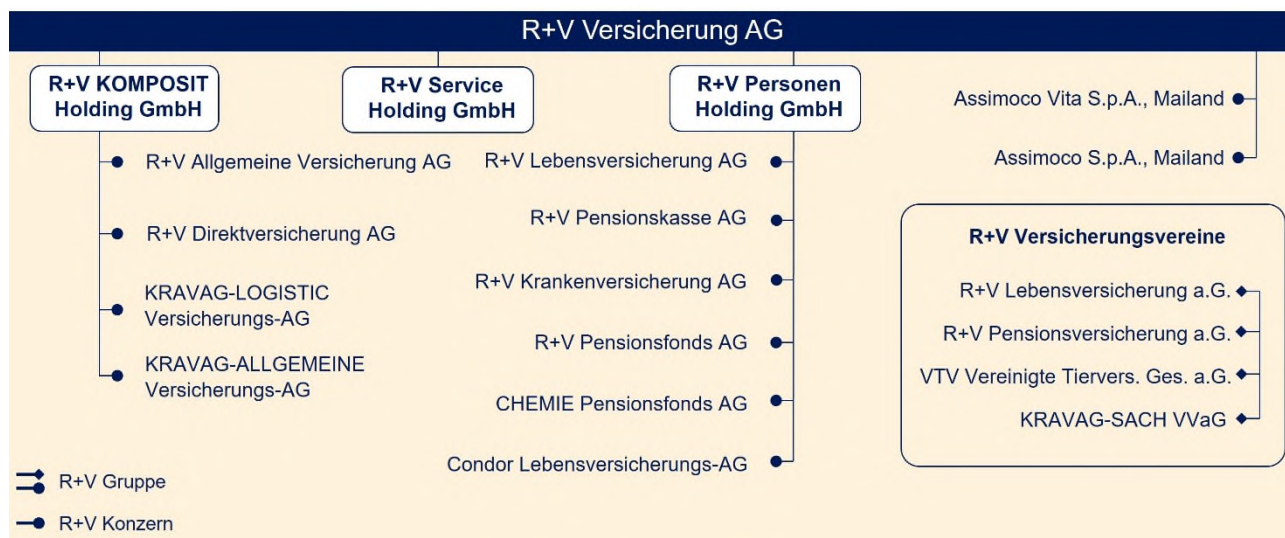 R+V Versicherung AG
R+V KOMPOSIT
Holding GmbH
R+V Allgemeine Versicherung AG
R+V Direktversicherung AG
KRAVAG-LOGISTIC
Versicherungs-AG
KRAVAG-ALLGEMEINE
Versicherungs-AG
R+V Service
Holding GmbH
R+V Personen
Holding GmbH
R+V Lebensversicherung AG
R+V Pensionskasse AG
R+V Krankenversicherung AG
R+V Pensionsfonds AG
CHEMIE Pensionsfonds AG
Condor Lebensversicherungs-AG
Assimoco Vita S.p.A., Mailand
Assimoco S.p.A., Mailand
R+V Versicherungsvereine
R+V Lebensversicherung a.G.
R+V Pensionsversicherung a.G.
VTV Vereinigte Tiervers. Ges. a.G.
KRAVAG-SACH VVaG
R+V Gruppe
R+V Konzern